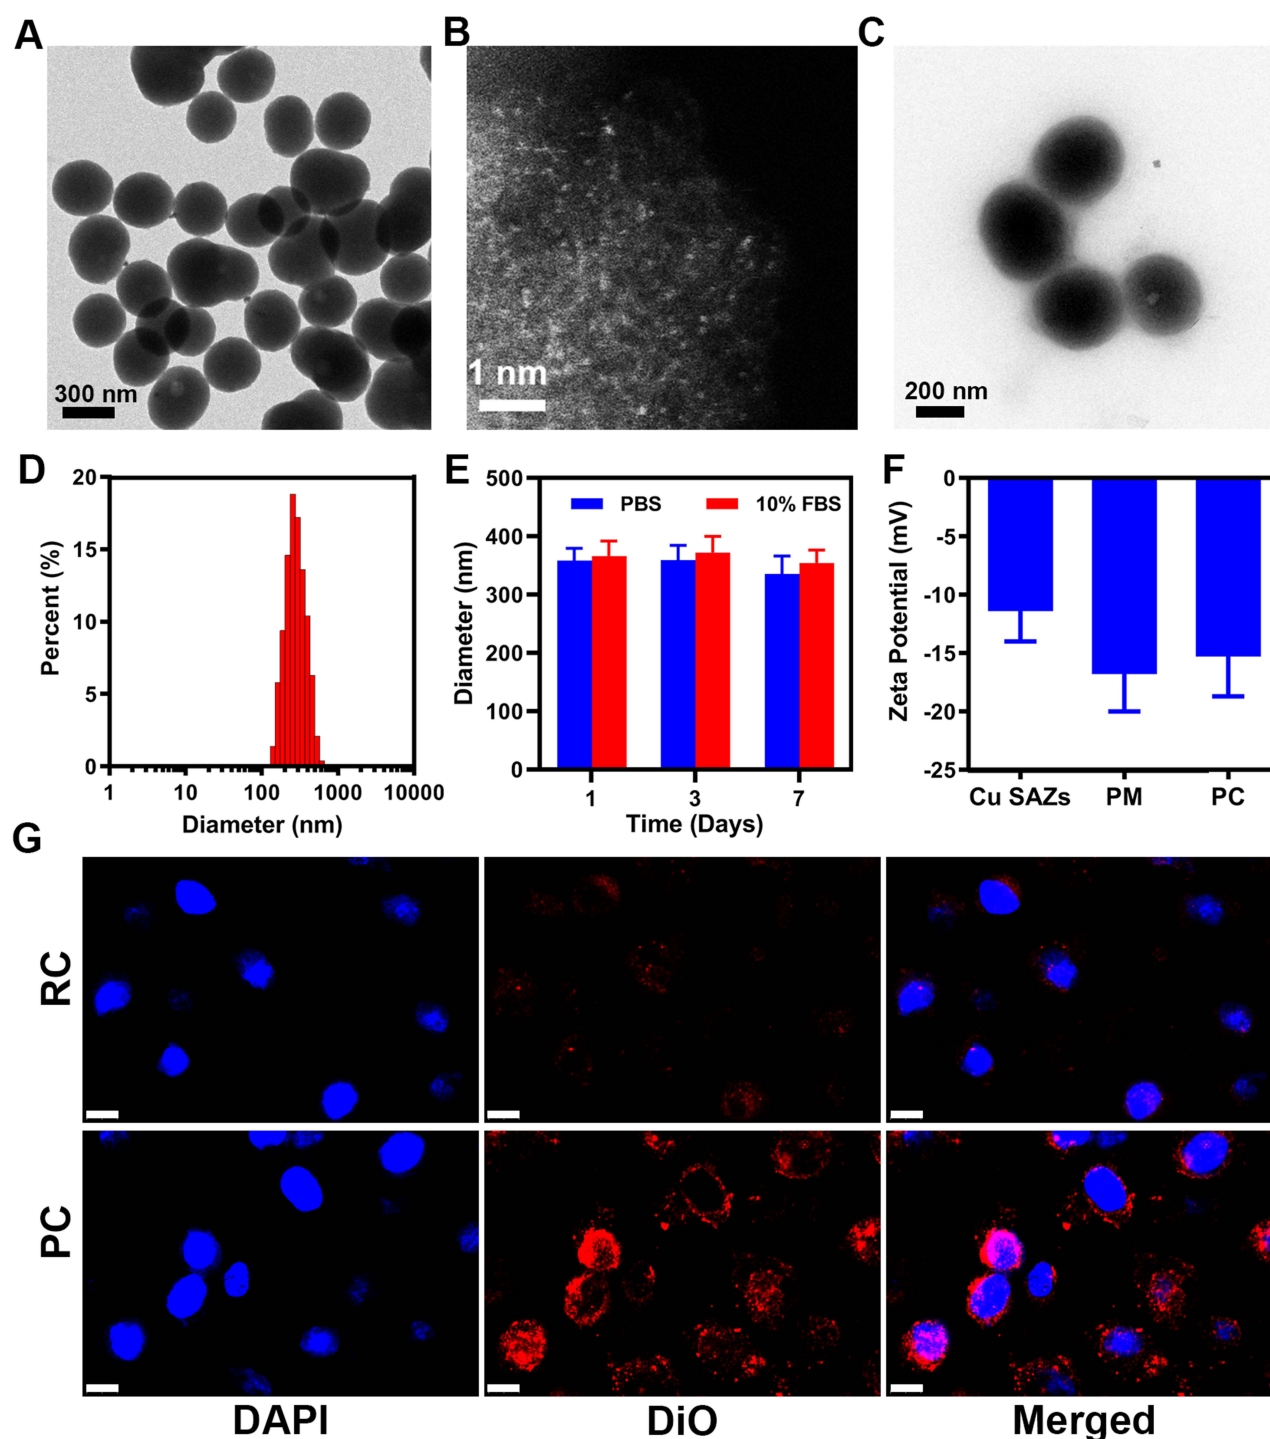 A
B
C
300 nm
1 nm
200 nm
D
20
15
10
5
0
Percent (%)
1 10 100 1000 10000
Diameter (nm)
E
500
400
300
200
100
0
Diameter (nm)
PBS 10% FBS
1 3 7
Time (Days)
F
0
-5
-10
-15
-20
-25
Zeta Potential (mV)
Cu SAZs PM PC
G
RC
PC
DAPI DiO Merged